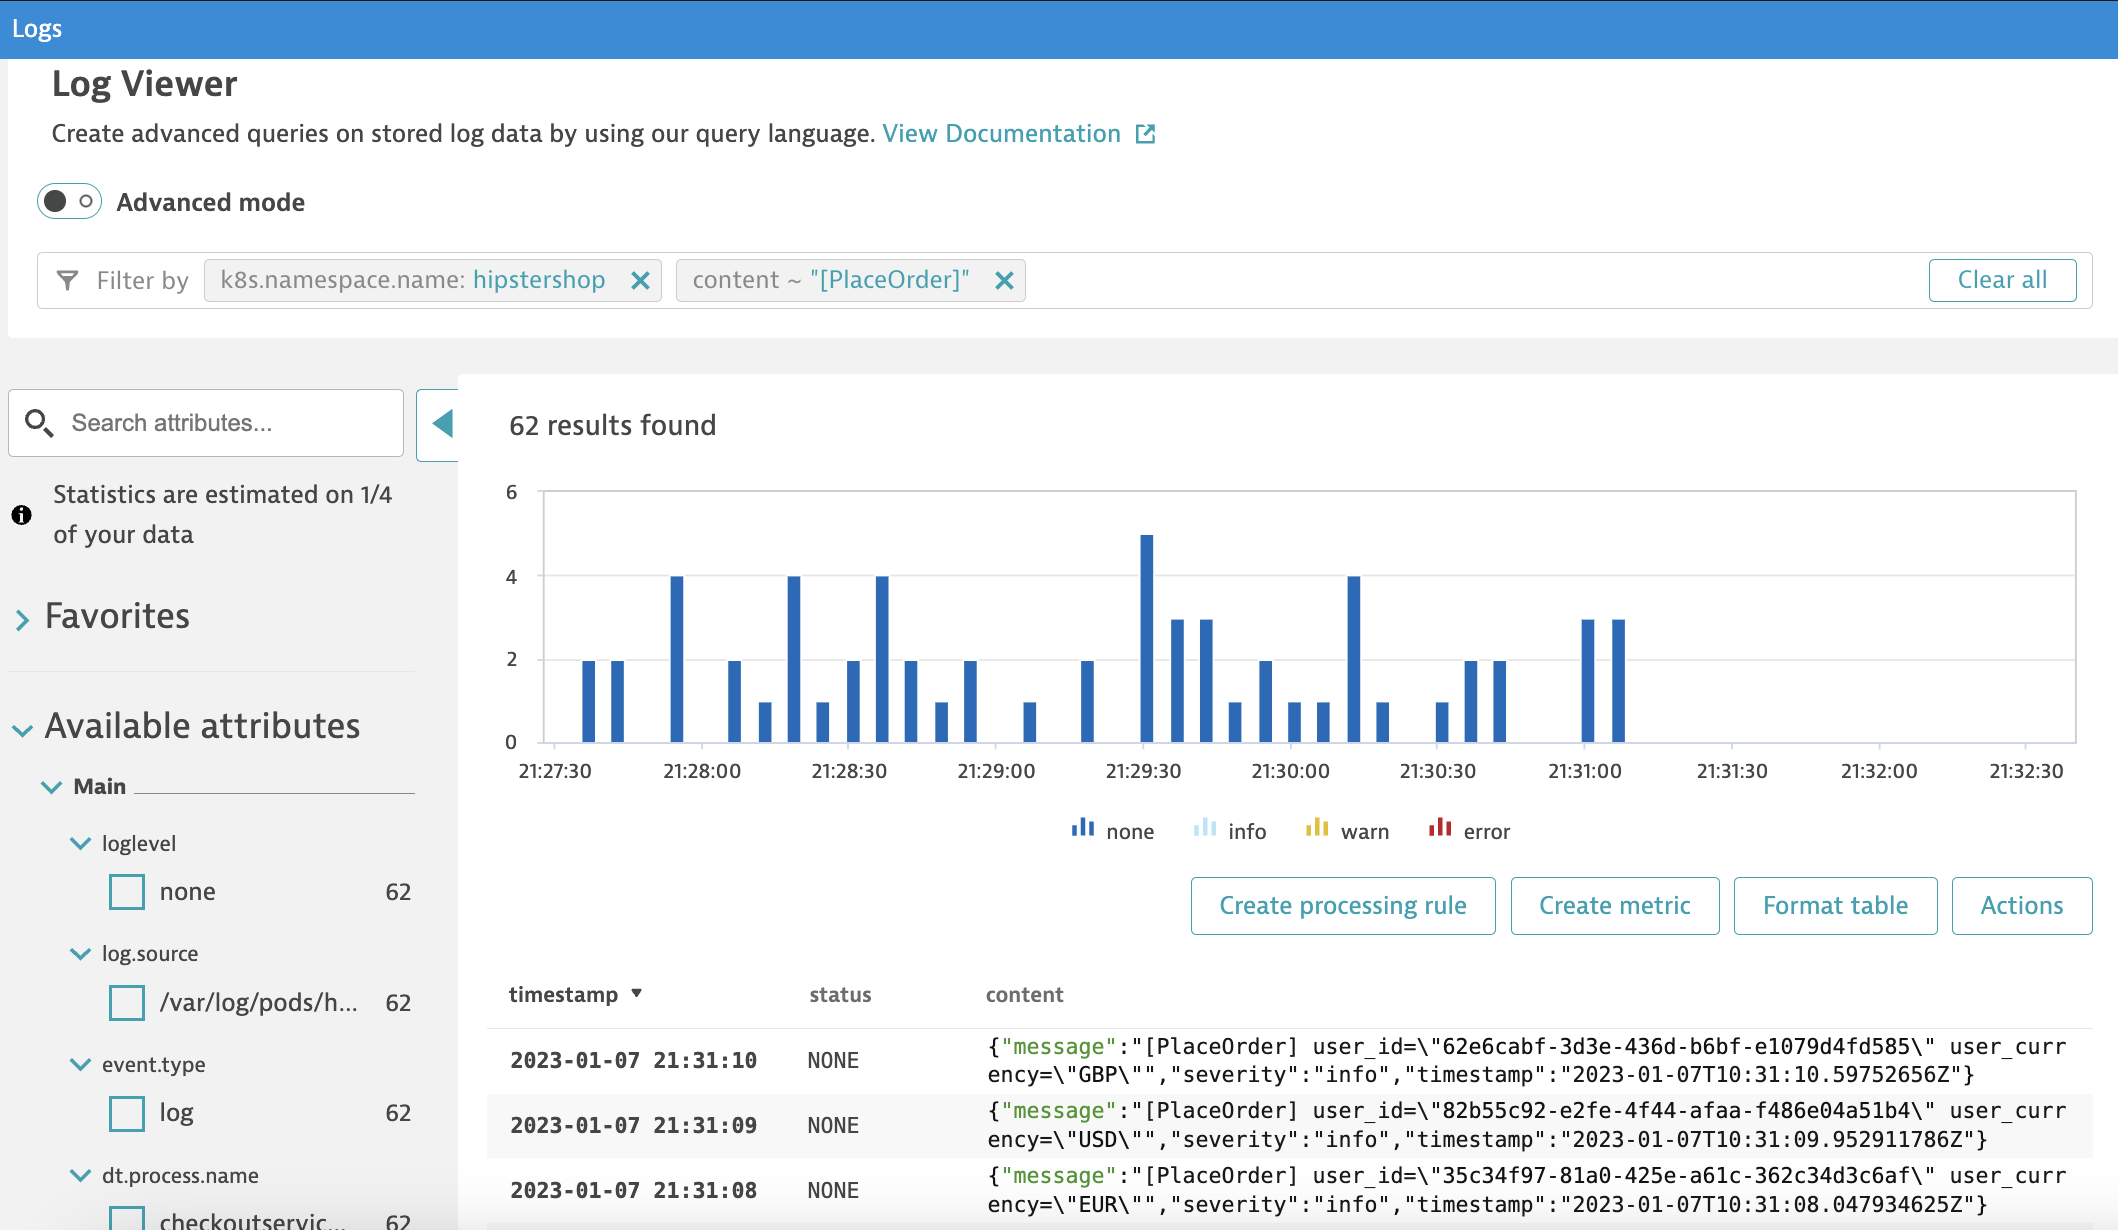 Logs
Log Viewer
Create advanced queries on stored log data by using our query language. View Documentation
Advanced mode
Filter by k8s.namespace.name: hipstershop content ~ "[PlaceOrder]" Clear all
Search attributes...
Statistics are estimated on 1/4
of your data
Favorites
Available attributes
Main
loglevel
none 62
log.source
/var/log/pods/h... 62
event.type
log 62
dt.process.name
checkoutservic... 62
62 results found
6
4
2
0
21:27:30 21:28:00 21:28:30 21:29:00 21:29:30 21:30:00 21:30:30 21:31:00 21:31:30 21:32:00 21:32:30
none info warn error
Create processing rule Create metric Format table Actions
timestamp status content
2023-01-07 21:31:10 NONE {"message":"[PlaceOrder] user_id=\"62e6cabf-3d3e-436d-b6bf-e1079d4fd585\" user_curr
ency=\"GBP\"","severity":"info","timestamp":"2023-01-07T10:31:10.59752656Z"}
2023-01-07 21:31:09 NONE {"message":"[PlaceOrder] user_id=\"82b55c92-e2fe-4f44-afaa-f486e04a51b4\" user_curr
ency=\"USD\"","severity":"info","timestamp":"2023-01-07T10:31:09.952911786Z"}
2023-01-07 21:31:08 NONE {"message":"[PlaceOrder] user_id=\"35c34f97-81a0-425e-a61c-362c34d3c6af\" user_curr
ency=\"EUR\"","severity":"info","timestamp":"2023-01-07T10:31:08.047934625Z"}